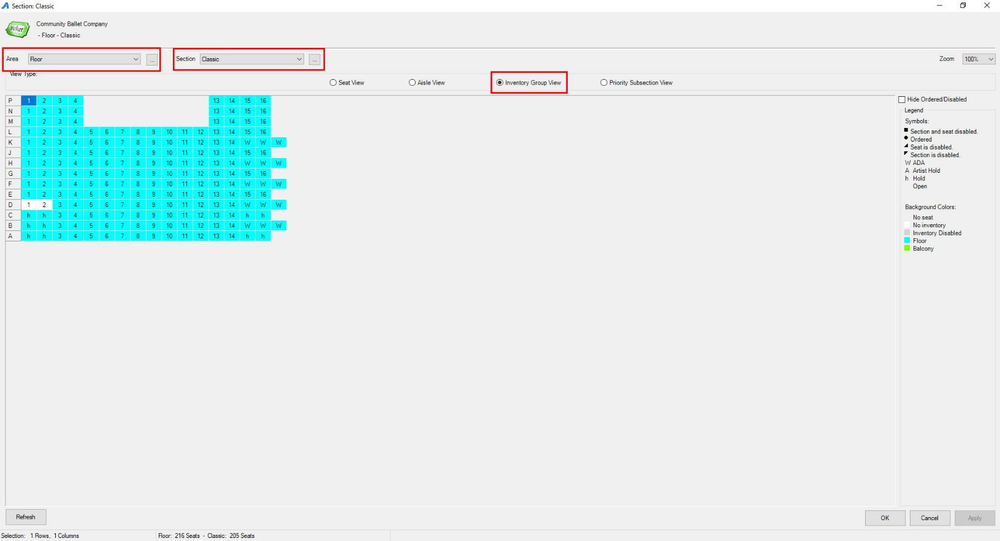 Section: Classic
ticket
Community Ballet Company
- Floor - Classic
Area Floor ... Section Classic ... Zoom 100%
View Type:
Seat View Aisle View Inventory Group View Priority Subsection View
P 1 2 3 4 13 14 15 16
N 1 2 3 4 13 14 15 16
M 1 2 3 4 13 14 15 16
L 1 2 3 4 5 6 7 8 9 10 11 12 13 14 15 16
K 1 2 3 4 5 6 7 8 9 10 11 12 13 14 W W W
J 1 2 3 4 5 6 7 8 9 10 11 12 13 14 15 16
H 1 2 3 4 5 6 7 8 9 10 11 12 13 14 W W W
G 1 2 3 4 5 6 7 8 9 10 11 12 13 14 15 16
F 1 2 3 4 5 6 7 8 9 10 11 12 13 14 W W W
E 1 2 3 4 5 6 7 8 9 10 11 12 13 14 15 16
D 1 2 3 4 5 6 7 8 9 10 11 12 13 14 W W W
C h h 3 4 5 6 7 8 9 10 11 12 13 14 h h
B h h 3 4 5 6 7 8 9 10 11 12 13 14 W W W
A h h 3 4 5 6 7 8 9 10 11 12 13 14 h h
Hide Ordered/Disabled
Legend
Symbols:
Section and seat disabled.
Ordered
Seat is disabled.
Section is disabled.
W ADA
A Artist Hold
h Hold
Open
Background Colors:
No seat
No inventory
Inventory Disabled
Floor
Balcony
Refresh OK Cancel Apply
Selection: 1 Rows, 1 Columns Floor: 216 Seats - Classic: 205 Seats